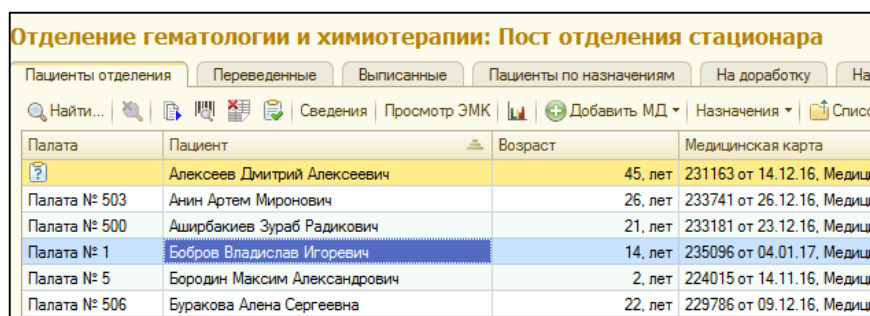 Отделение гематологии и химиотерапии: Пост отделения стационара
Пациенты отделения Переведенные Выписанные Пациенты по назначениям На доработку На
Найти... Сведения Просмотр ЭМК Добавить МД Назначения Списо
Палата Пациент Возраст Медицинская карта
Алексеев Дмитрий Алексеевич 45, лет 231163 от 14.12.16, Медиц
Палата № 503 Анин Артем Миронович 26, лет 233741 от 26.12.16, Медиц
Палата № 500 Аширбакиев Зураб Радикович 21, лет 233181 от 23.12.16, Медиц
Палата № 1 Бобров Владислав Игоревич 14, лет 235096 от 04.01.17, Медиц
Палата № 5 Бородин Максим Александрович 2, лет 224015 от 14.11.16, Медиц
Палата № 506 Буракова Алена Сергеевна 22, лет 229786 от 09.12.16, Медиц